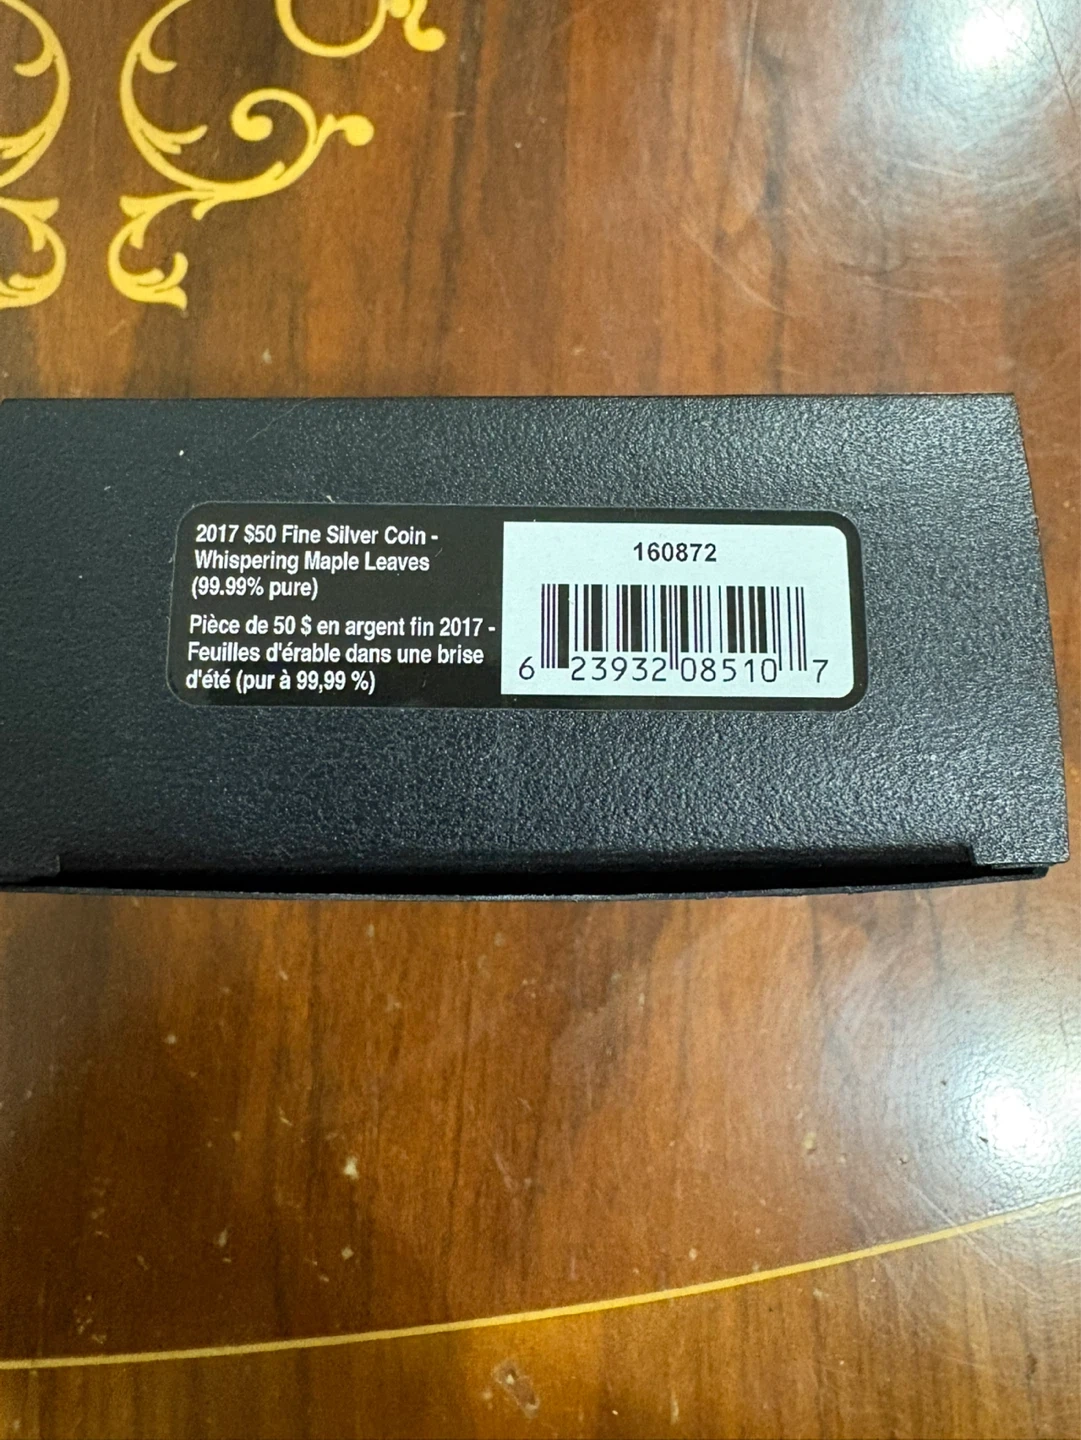 2017 $50 Fine Silver Coin -
Whispering Maple Leaves
(99.99% pure)
Pièce de 50 $ en argent fin 2017 -
Feuilles d'érable dans une brise
d'été (pur à 99,99 %)
160872
6 23932 08510 7